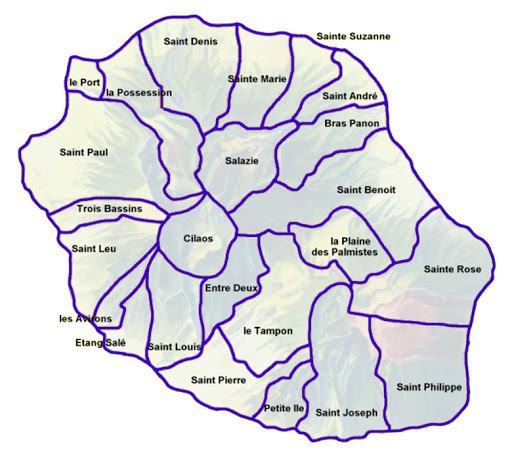 Sainte Suzanne
Saint Denis
Sainte Marie
le Port
la Possession
Saint André
Bras Panon
Saint Paul
Salazie
Saint Benoit
Trois Bassins
Cilaos
la Plaine
des Palmistes
Saint Leu
Sainte Rose
Entre Deux
les Avirons
le Tampon
Etang Salé
Saint Louis
Saint Pierre
Saint Philippe
Petite Ile
Saint Joseph